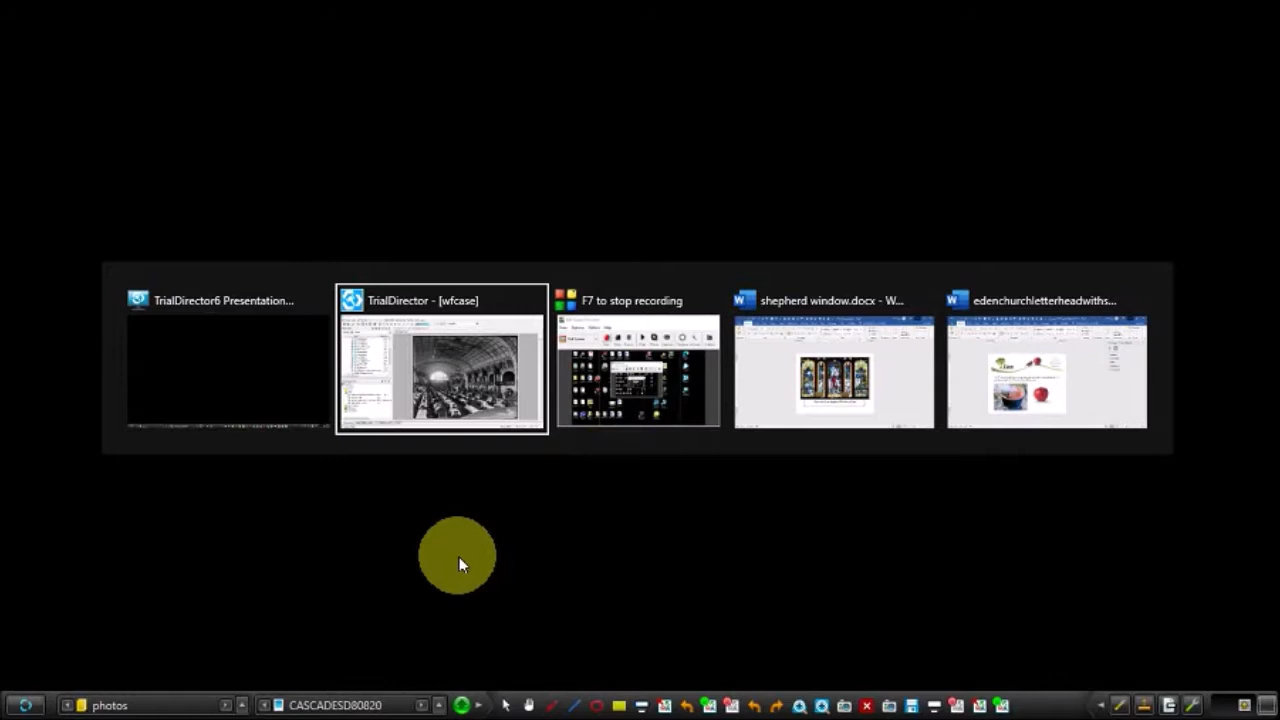 TrialDirector6 Presentation...
TrialDirector - [wfcase]
F7 to stop recording
shepherd window.docx - W...
edenchurchletterheadwiths...
photos
CASCADESD80820